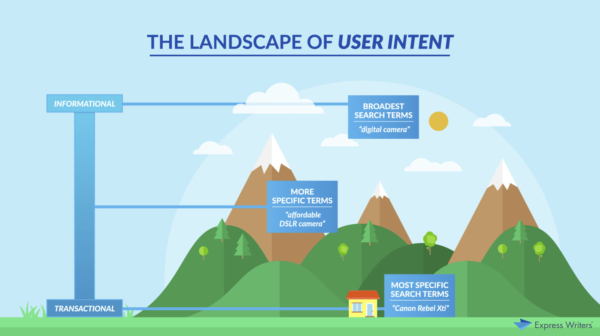 THE LANDSCAPE OF USER INTENT
INFORMATIONAL
BROADEST
SEARCH TERMS
"digital camera"
MORE
SPECIFIC TERMS
"affordable
DSLR camera"
TRANSACTIONAL
MOST SPECIFIC
SEARCH TERMS
"Canon Rebel Xti"
Express Writers